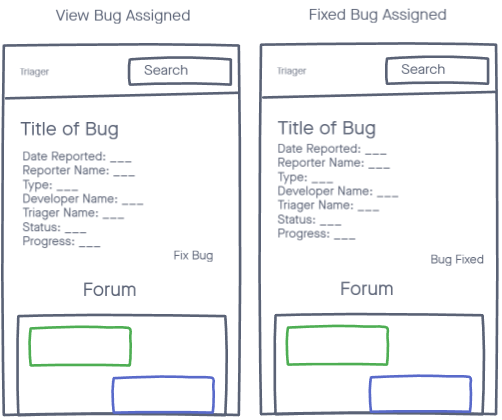 View Bug Assigned
Triager
Search
Title of Bug
Date Reported: ___
Reporter Name: ___
Type: ___
Developer Name: ___
Triager Name: ___
Status: ___
Progress: ___
Fix Bug
Forum
Fixed Bug Assigned
Triager
Search
Title of Bug
Date Reported: ___
Reporter Name: ___
Type: ___
Developer Name: ___
Triager Name: ___
Status: ___
Progress: ___
Bug Fixed
Forum